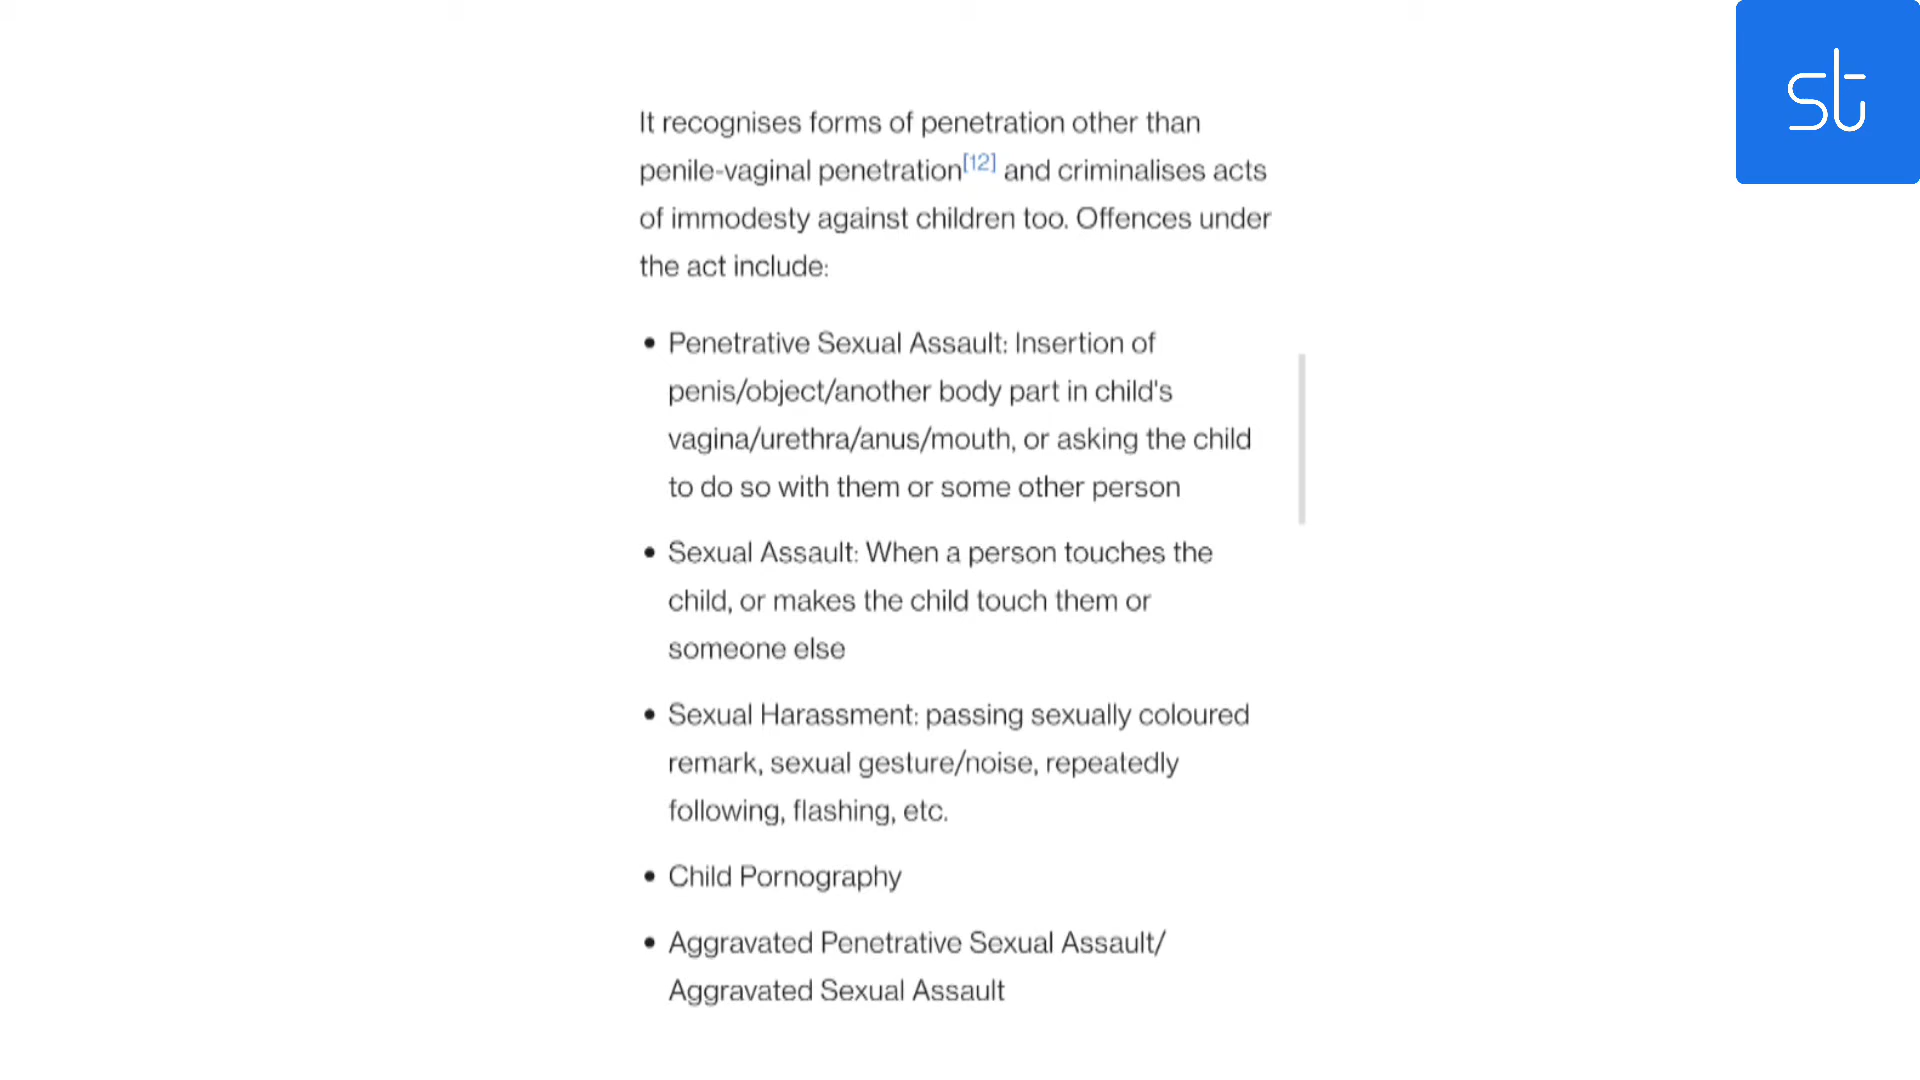 st
It recognises forms of penetration other than
penile-vaginal penetration[12] and criminalises acts
of immodesty against children too. Offences under
the act include:
• Penetrative Sexual Assault: Insertion of
penis/object/another body part in child's
vagina/urethra/anus/mouth, or asking the child
to do so with them or some other person
• Sexual Assault: When a person touches the
child, or makes the child touch them or
someone else
• Sexual Harassment: passing sexually coloured
remark, sexual gesture/noise, repeatedly
following, flashing, etc.
• Child Pornography
• Aggravated Penetrative Sexual Assault/
Aggravated Sexual Assault